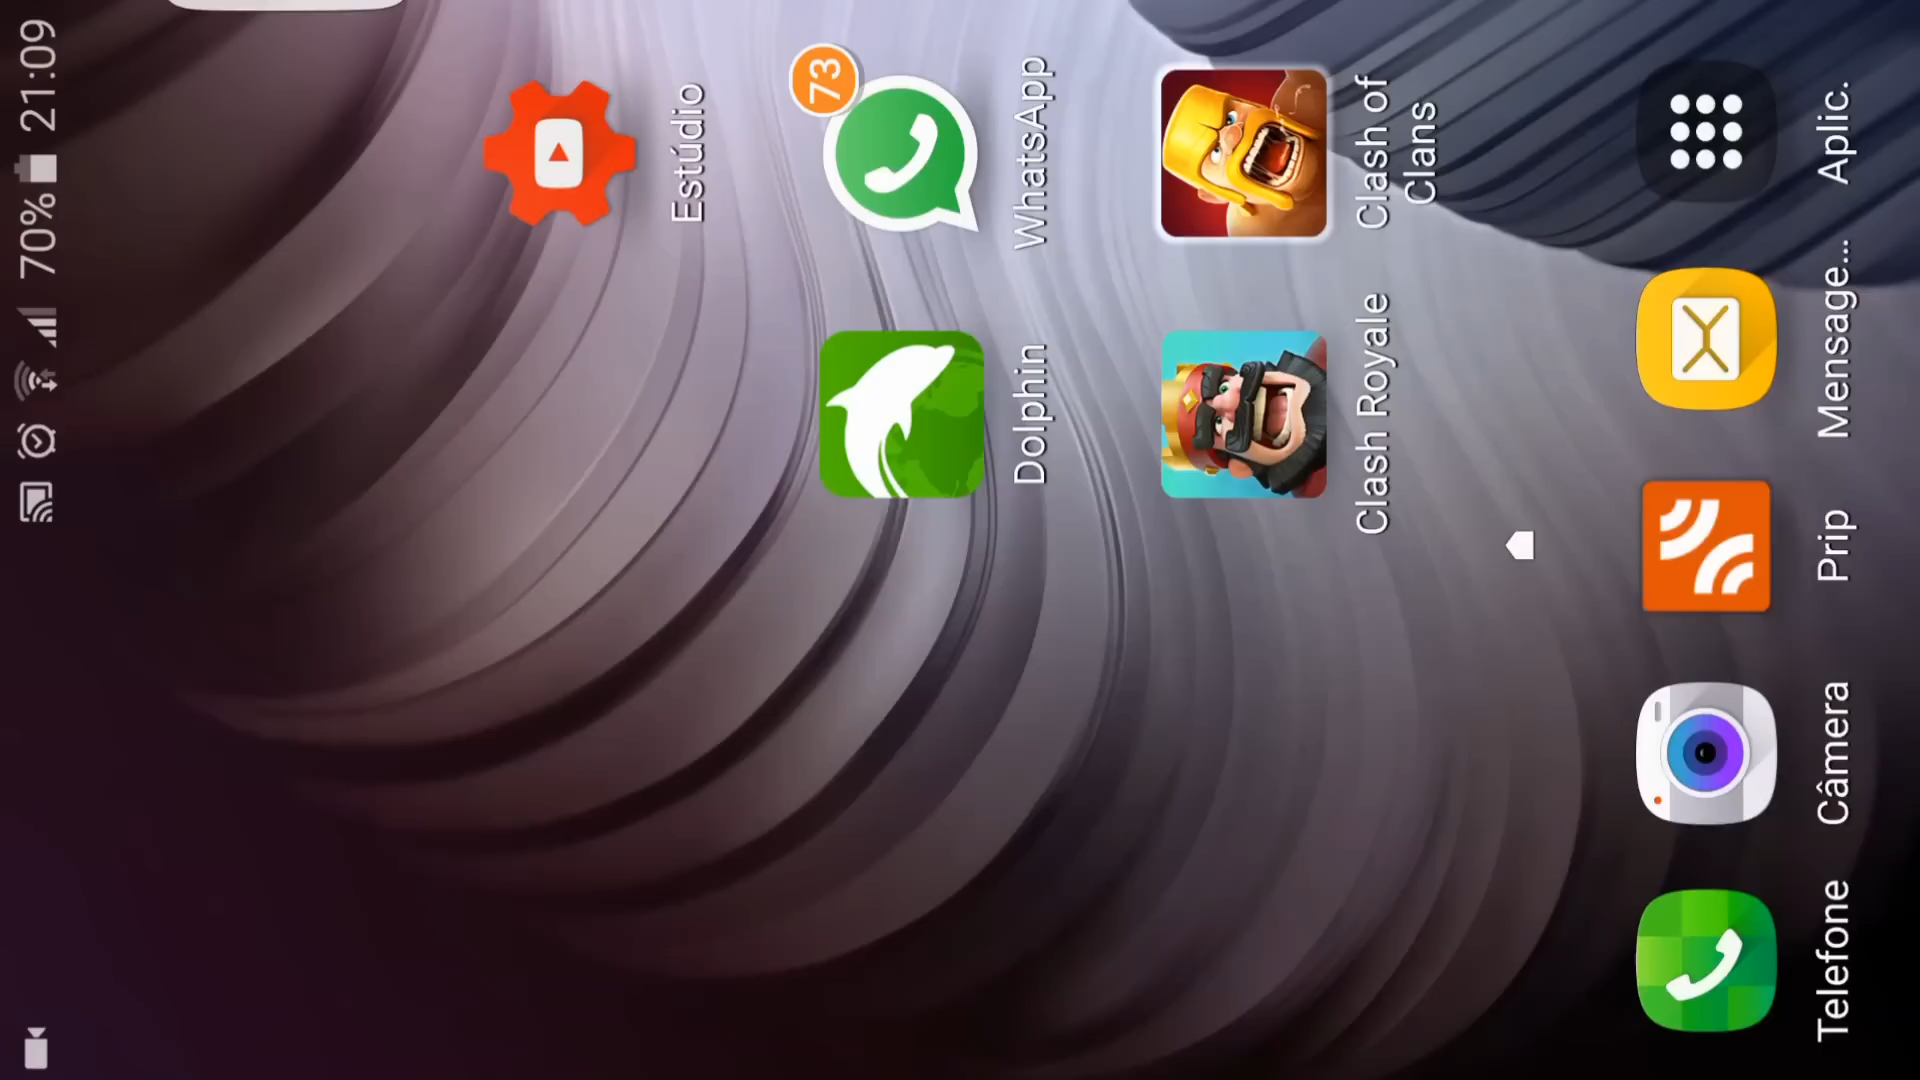 70% 21:09
Estúdio
73
Dolphin WhatsApp
Clash Royale Clash of
Clans
Telefone Câmera Prip Mensage... Aplic.